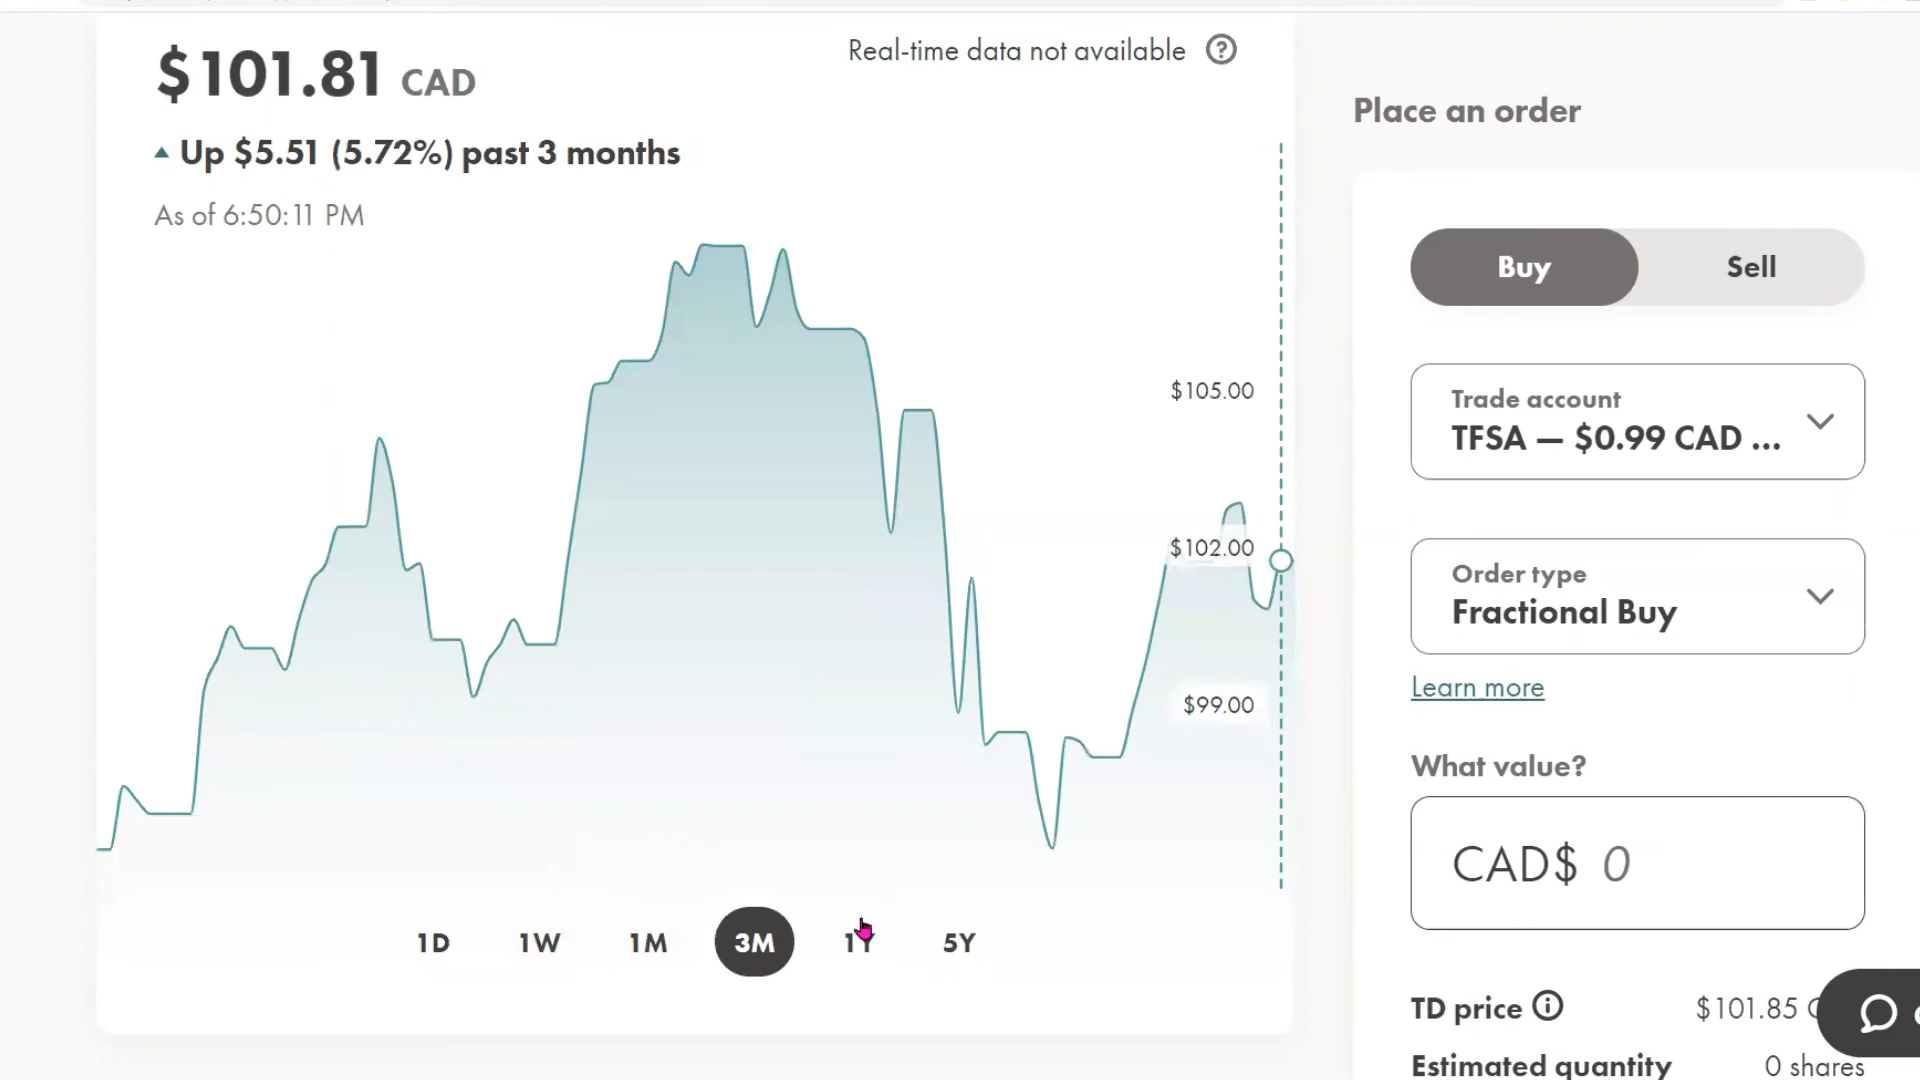 $101.81 CAD
Real-time data not available ?
Up $5.51 (5.72%) past 3 months
As of 6:50:11 PM
$105.00
$102.00
$99.00
1D 1W 1M 3M 1Y 5Y
Place an order
Buy Sell
Trade account
TFSA — $0.99 CAD ...
Order type
Fractional Buy
Learn more
What value?
CAD$ 0
TD price $101.85
Estimated quantity 0 shares